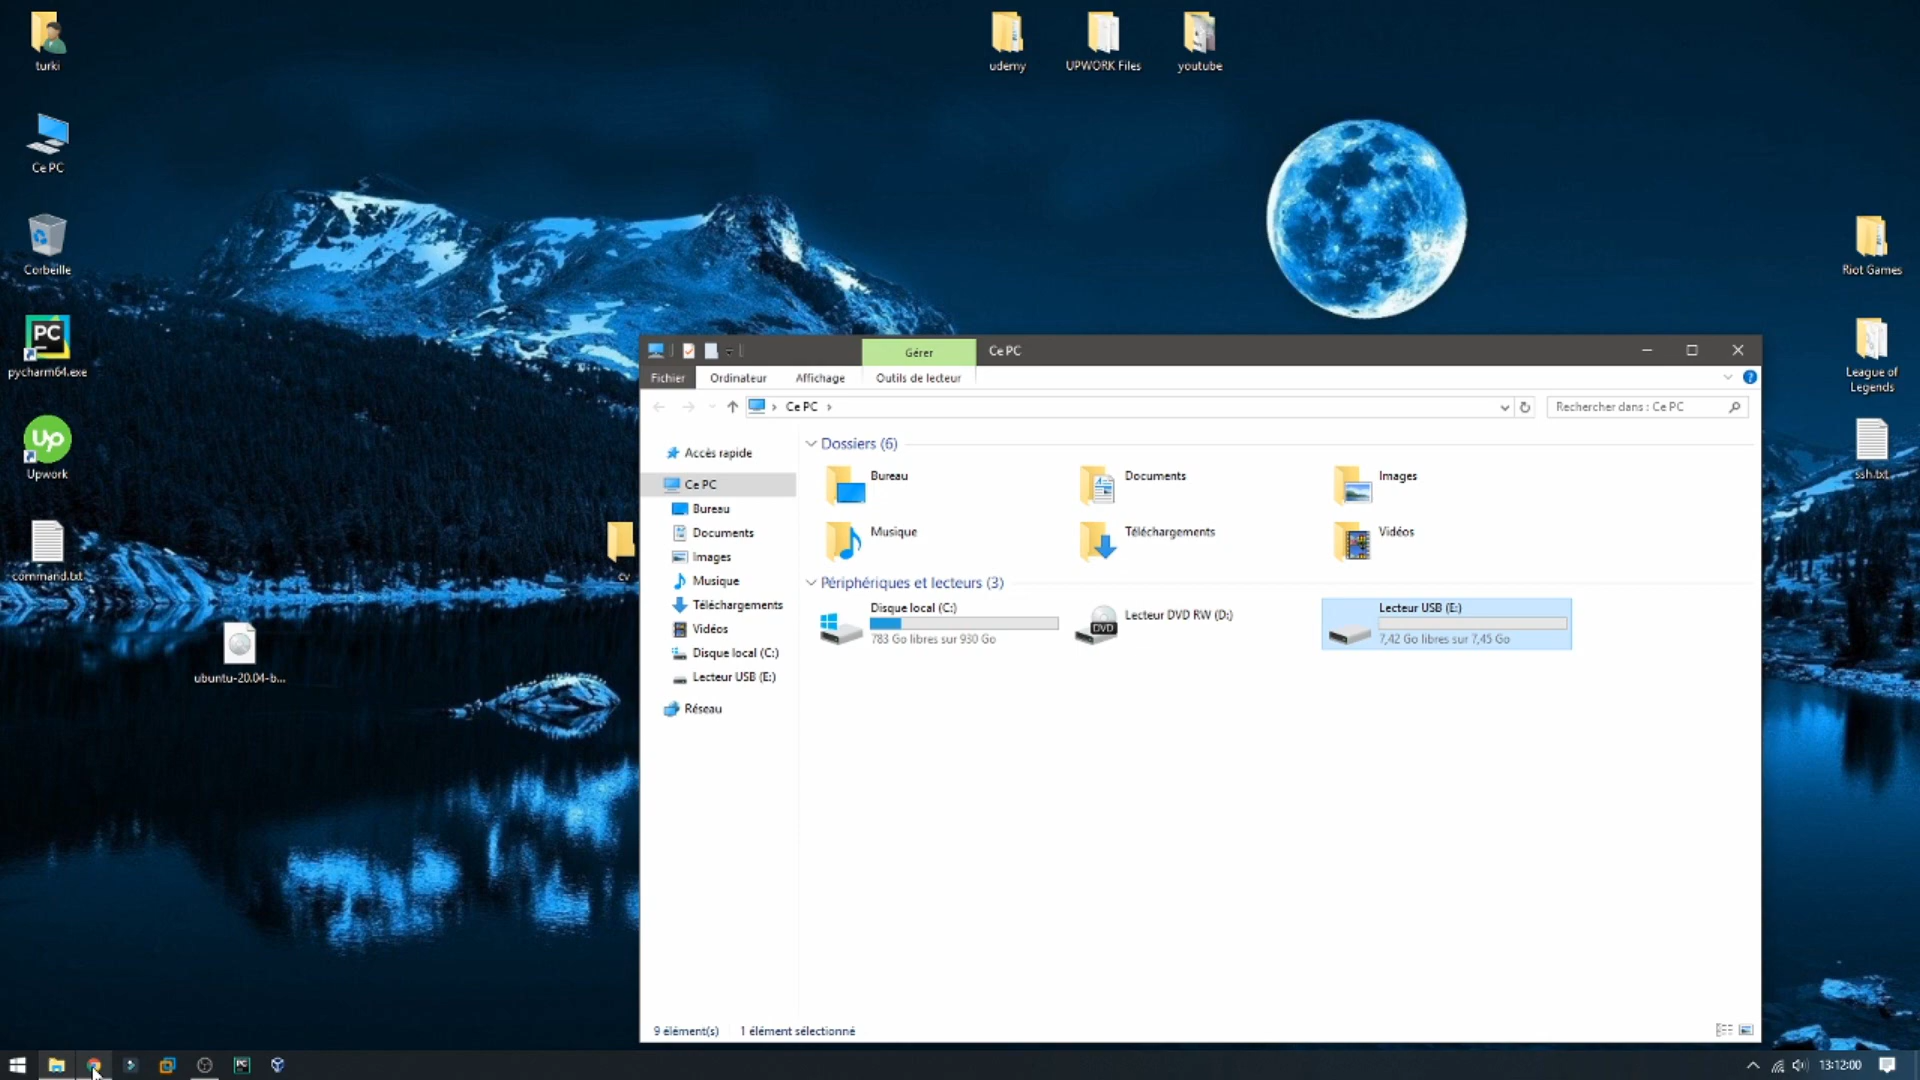 turki
udemy
UPWORK Files
youtube
Ce PC
Corbeille
Riot Games
PC
pycharm64.exe
League of
Legends
Up
Upwork
ssh.txt
command.txt
cv
ubuntu-20.04-b...
Gérer
Ce PC
Fichier
Ordinateur
Affichage
Outils de lecteur
Ce PC
Rechercher dans : Ce PC
Accès rapide
Ce PC
Bureau
Documents
Images
Musique
Téléchargements
Vidéos
Disque local (C:)
Lecteur USB (E:)
Réseau
Dossiers (6)
Bureau
Documents
Images
Musique
Téléchargements
Vidéos
Périphériques et lecteurs (3)
Disque local (C:)
783 Go libres sur 930 Go
DVD
Lecteur DVD RW (D:)
Lecteur USB (E:)
7,42 Go libres sur 7,45 Go
9 élément(s)
1 élément sélectionné
PC
13:12:00